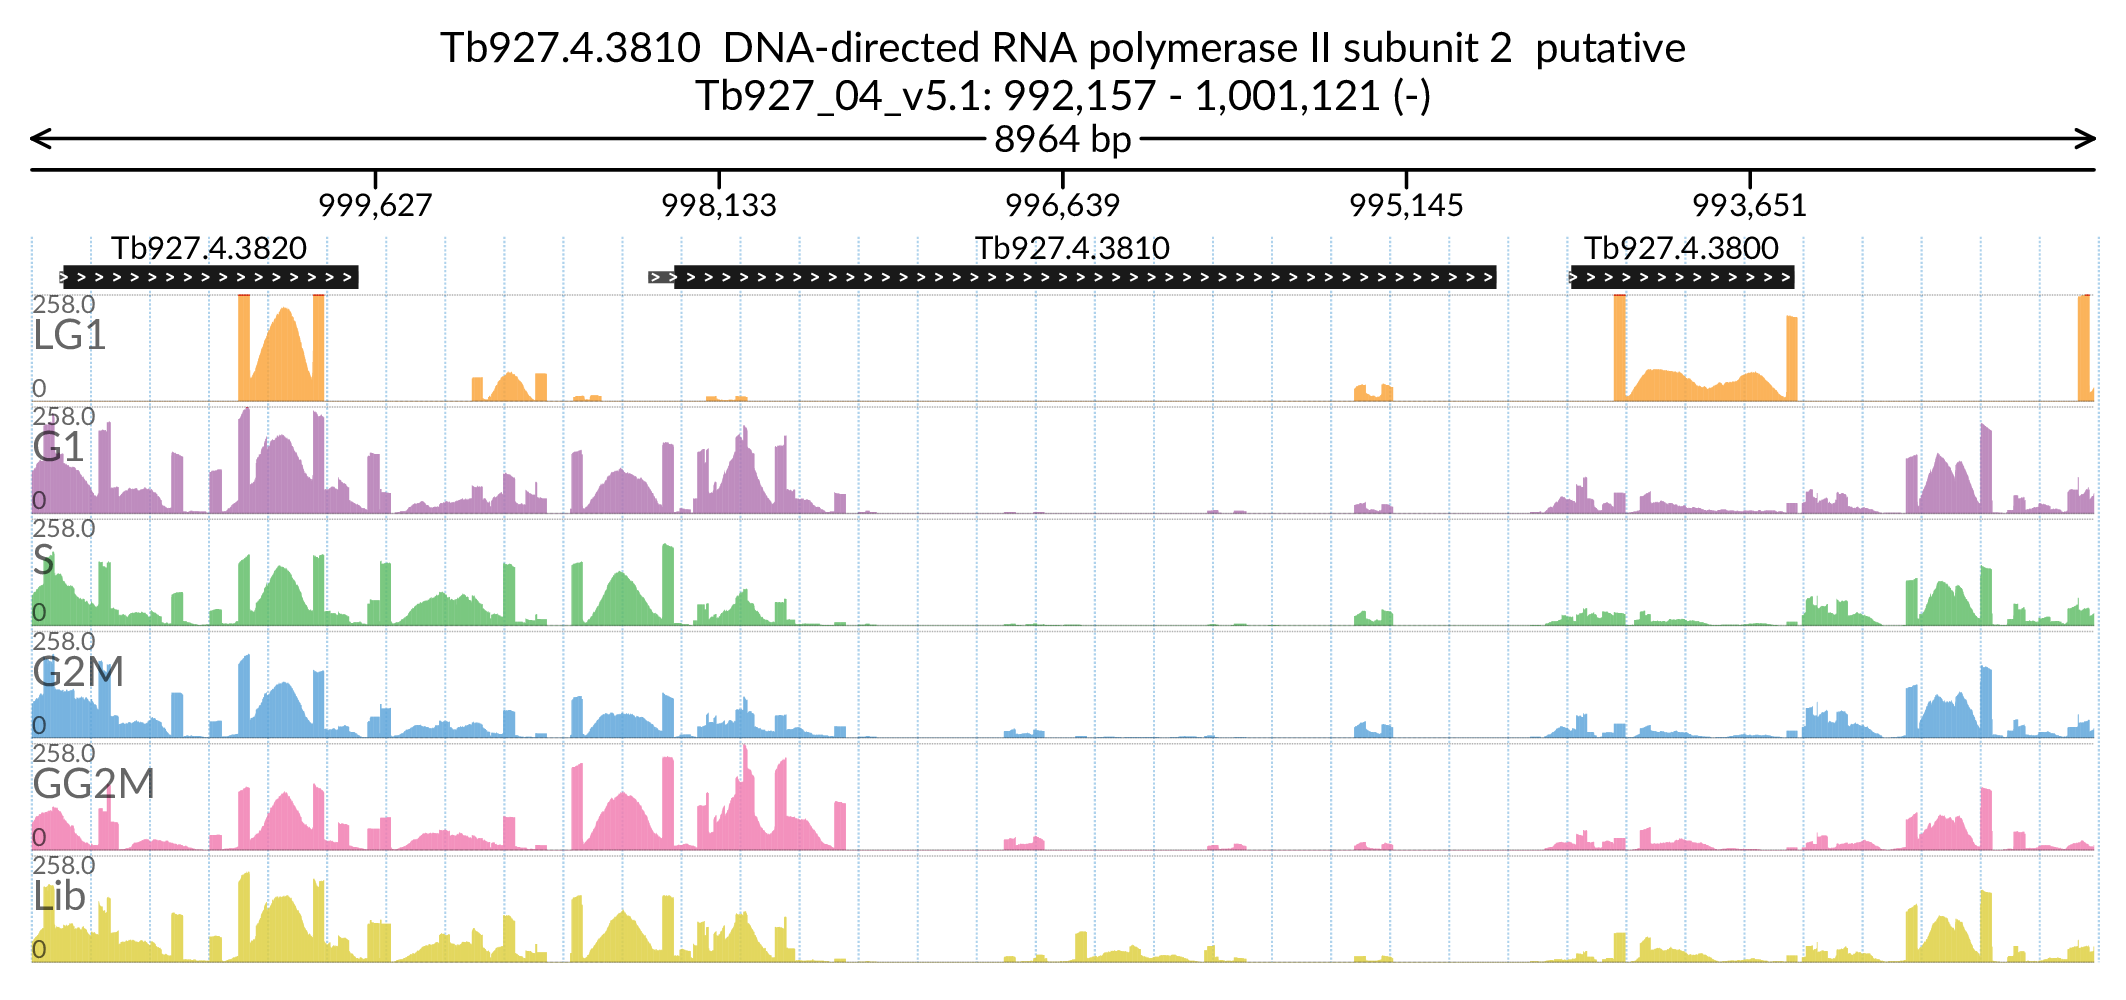 Tb927.4.3810  DNA-directed RNA polymerase II subunit 2  putative
Tb927_04_v5.1: 992,157 - 1,001,121 (-)
8964 bp
999,627 998,133 996,639 995,145 993,651
Tb927.4.3820 Tb927.4.3810 Tb927.4.3800
258.0
LG1
0
258.0
G1
0
258.0
S
0
258.0
G2M
0
258.0
GG2M
0
258.0
Lib
0